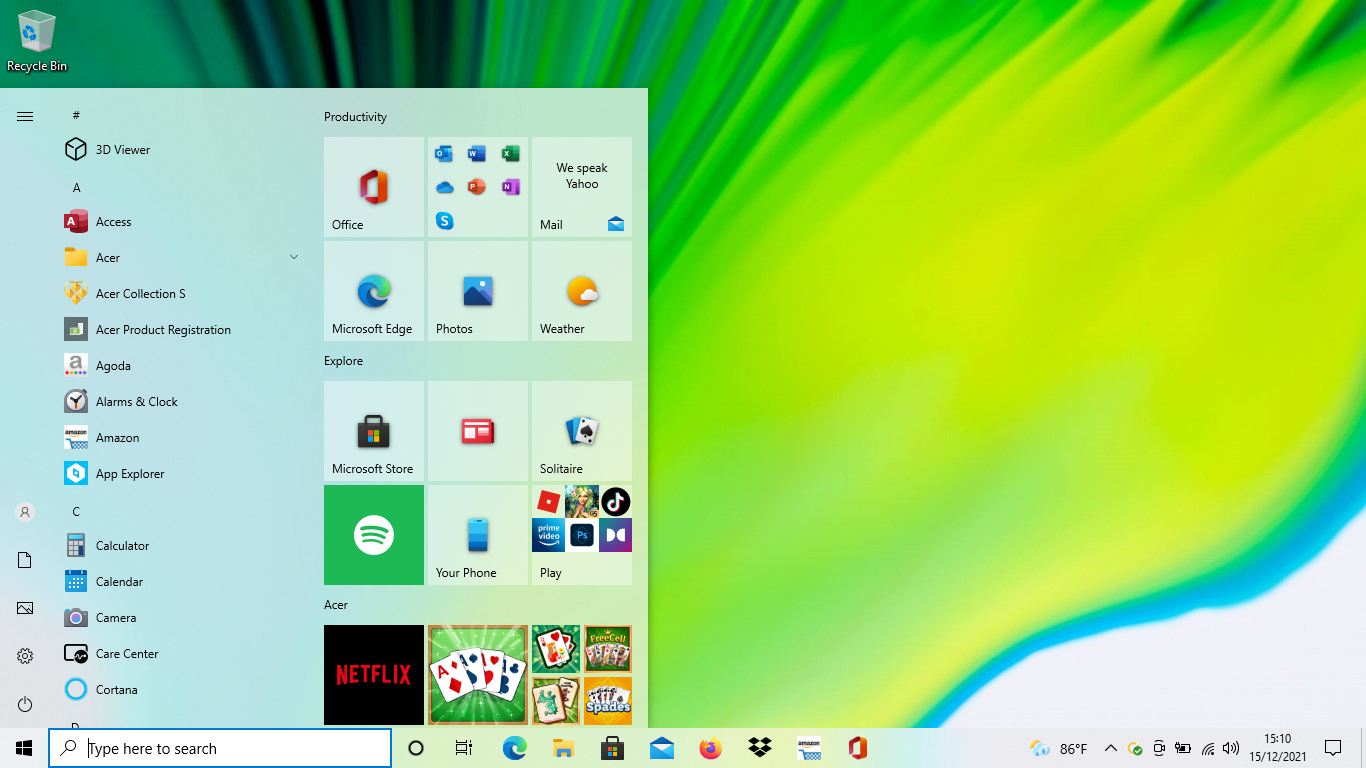 Recycle Bin
#
3D Viewer
A
Access
Acer
Acer Collection S
Acer Product Registration
Agoda
Alarms & Clock
Amazon
App Explorer
C
Calculator
Calendar
Camera
Care Center
Cortana
Productivity
Office
We speak
Yahoo
Mail
Microsoft Edge
Photos
Weather
Explore
Microsoft Store
Solitaire
Your Phone
prime
video
Ps
Play
Acer
NETFLIX
FreeCell
Spades
Type here to search
amazon
86°F
15:10
15/12/2021